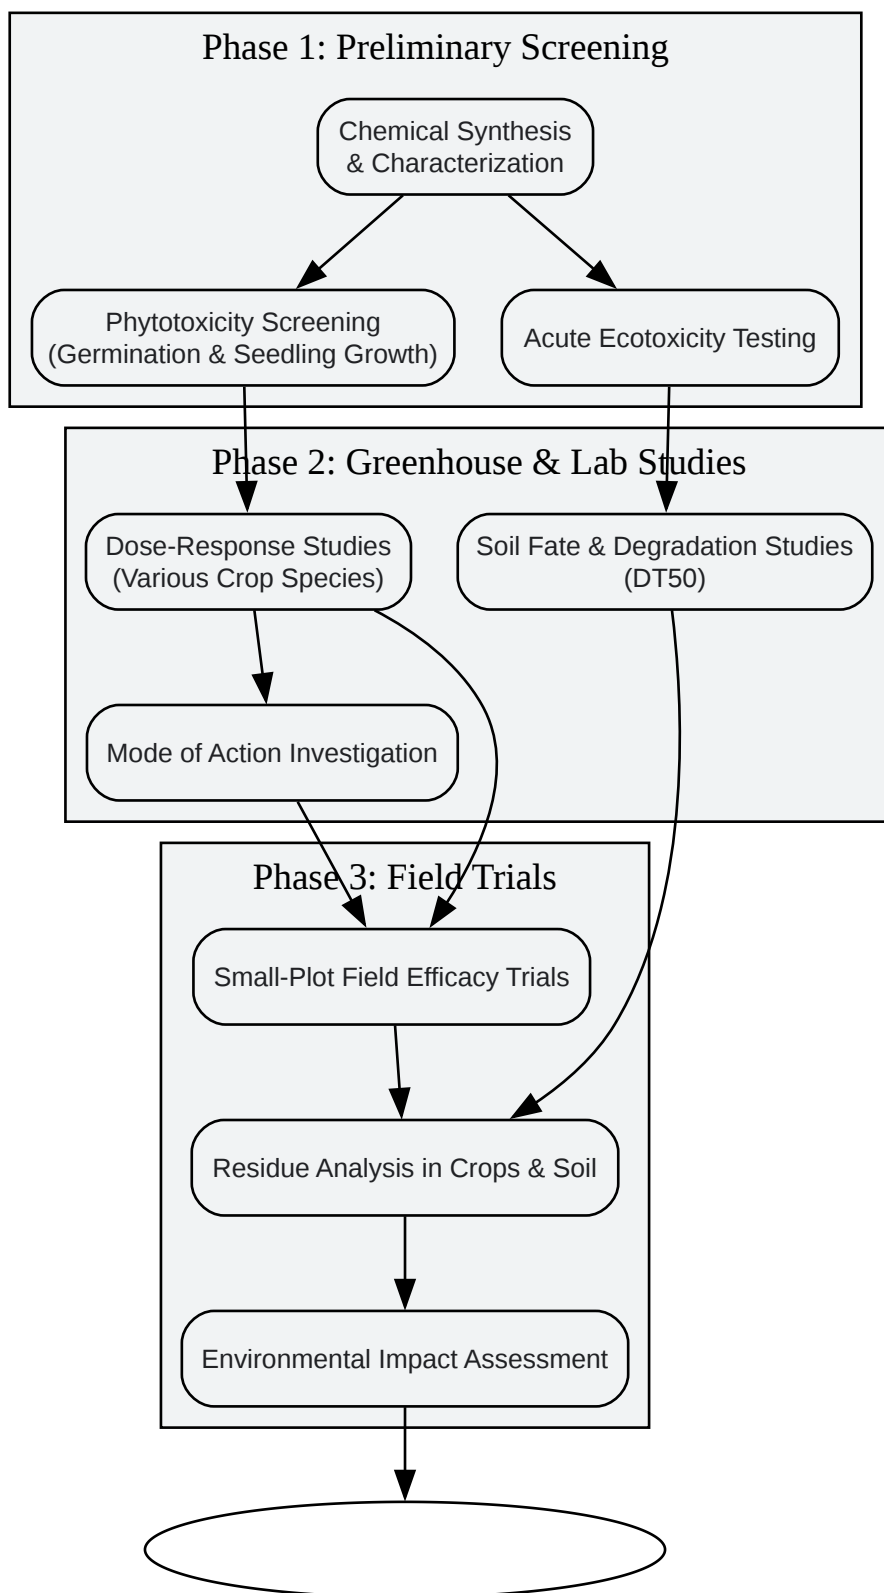 Phase 1: Preliminary Screening
Chemical Synthesis
& Characterization
Phytotoxicity Screening
(Germination & Seedling Growth)
Acute Ecotoxicity Testing
Phase 2: Greenhouse & Lab Studies
Dose-Response Studies
(Various Crop Species)
Soil Fate & Degradation Studies
(DT50)
Mode of Action Investigation
Phase 3: Field Trials
Small-Plot Field Efficacy Trials
Residue Analysis in Crops & Soil
Environmental Impact Assessment